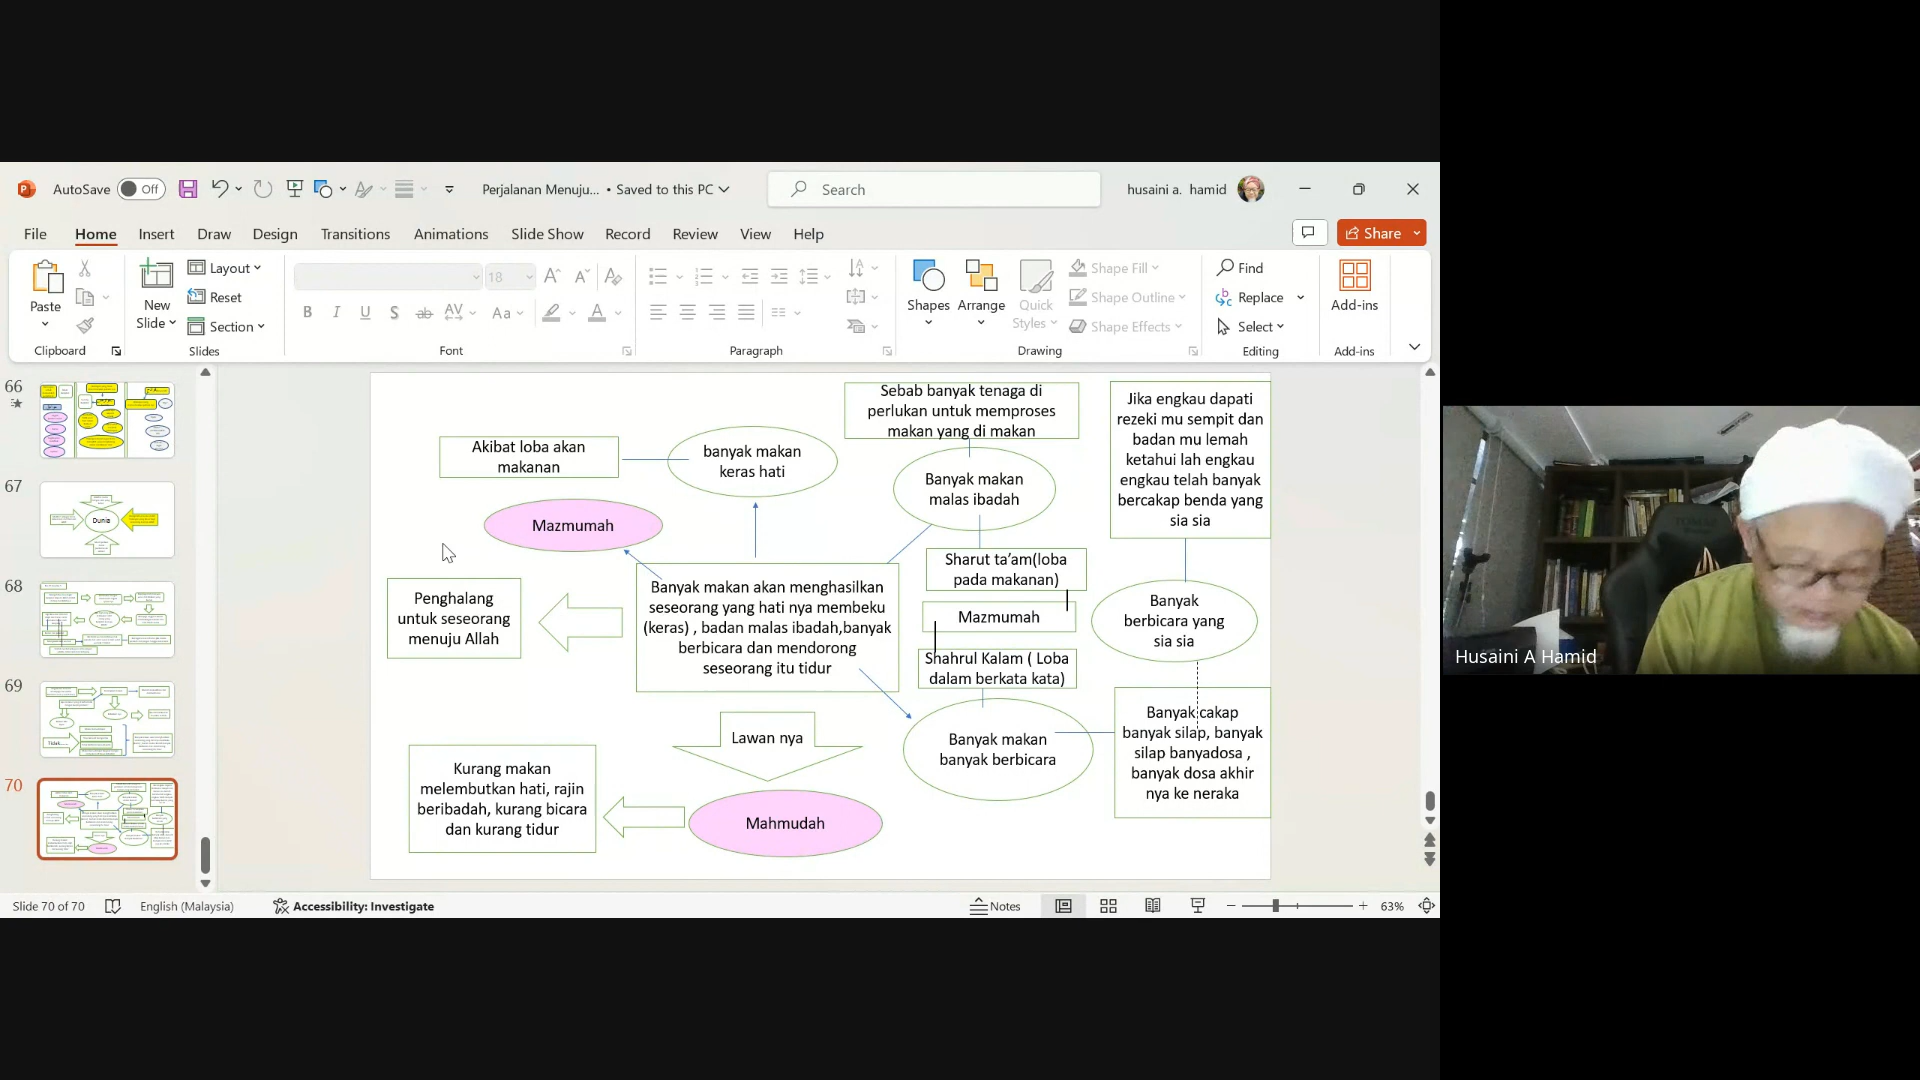 AutoSave
Off
Perjalanan Menuju... • Saved to this PC
Search
husaini a. hamid
File
Home
Insert
Draw
Design
Transitions
Animations
Slide Show
Record
Review
View
Help
Share
Paste
Clipboard
New
Slide
Layout
Reset
Section
Slides
18
Font
Paragraph
Shapes
Arrange
Quick
Styles
Shape Fill
Shape Outline
Shape Effects
Drawing
Find
Replace
Select
Editing
Add-ins
Add-ins
66
67
Dunia
68
69
70
Akibat loba akan
makanan
banyak makan
keras hati
Sebab banyak tenaga di
perlukan untuk memproses
makan yang di makan
Banyak makan
malas ibadah
Jika engkau dapati
rezeki mu sempit dan
badan mu lemah
ketahui lah engkau
engkau telah banyak
bercakap benda yang
sia sia
Mazmumah
Penghalang
untuk seseorang
menuju Allah
Banyak makan akan menghasilkan
seseorang yang hati nya membeku
(keras) , badan malas ibadah,banyak
berbicara dan mendorong
seseorang itu tidur
Sharut ta’am(loba
pada makanan)
Mazmumah
Shahrul Kalam ( Loba
dalam berkata kata)
Banyak
berbicara yang
sia sia
Lawan nya
Banyak makan
banyak berbicara
Banyak cakap
banyak silap, banyak
silap banyadosa ,
banyak dosa akhir
nya ke neraka
Kurang makan
melembutkan hati, rajin
beribadah, kurang bicara
dan kurang tidur
Mahmudah
Slide 70 of 70
English (Malaysia)
Accessibility: Investigate
Notes
63%
Husaini A Hamid